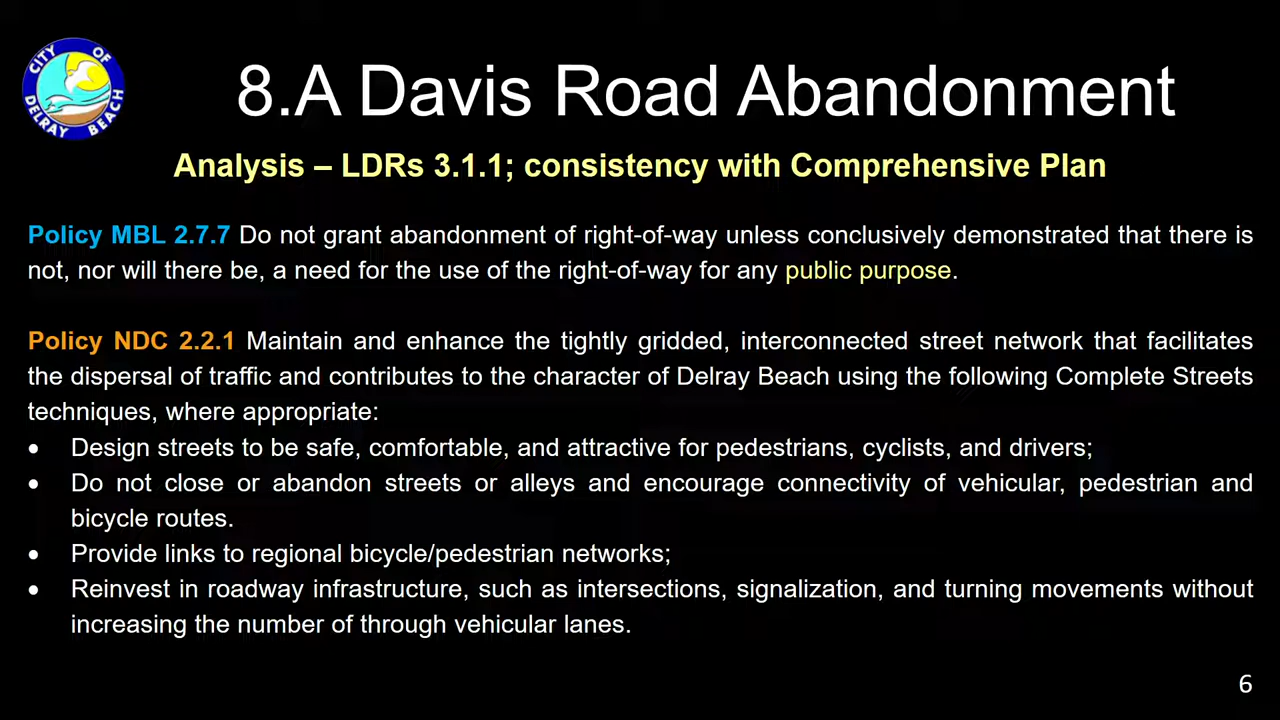 CITY OF
DELRAY BEACH
8.A Davis Road Abandonment
Analysis – LDRs 3.1.1; consistency with Comprehensive Plan
Policy MBL 2.7.7 Do not grant abandonment of right-of-way unless conclusively demonstrated that there is
not, nor will there be, a need for the use of the right-of-way for any public purpose.
Policy NDC 2.2.1 Maintain and enhance the tightly gridded, interconnected street network that facilitates
the dispersal of traffic and contributes to the character of Delray Beach using the following Complete Streets
techniques, where appropriate:
• Design streets to be safe, comfortable, and attractive for pedestrians, cyclists, and drivers;
• Do not close or abandon streets or alleys and encourage connectivity of vehicular, pedestrian and
bicycle routes.
• Provide links to regional bicycle/pedestrian networks;
• Reinvest in roadway infrastructure, such as intersections, signalization, and turning movements without
increasing the number of through vehicular lanes.
6